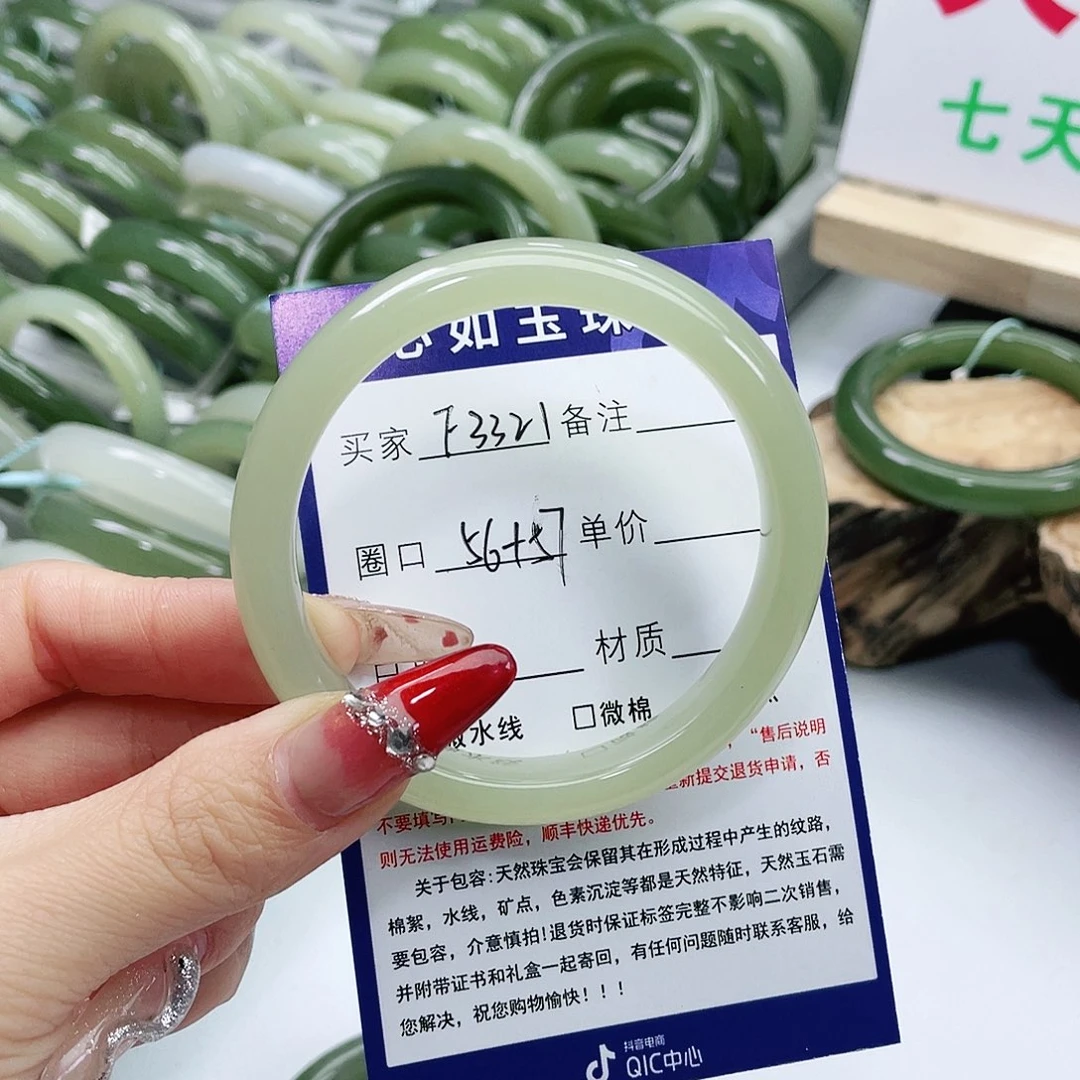 七天
心如玉珠
买家 F3321 备注
圈口 56+57 单价
材质
水线 □微棉
，“售后说明
新提交退货申请，否
不要填写
则无法使用运费险，顺丰快递优先。
关于包容:天然珠宝会保留其在形成过程中产生的纹路，
棉絮，水线，矿点，色素沉淀等都是天然特征，天然玉石需
要包容，介意慎拍!退货时保证标签完整不影响二次销售，
并附带证书和礼盒一起寄回，有任何问题随时联系客服，给
您解决，祝您购物愉快！！！
抖音电商
QIC中心